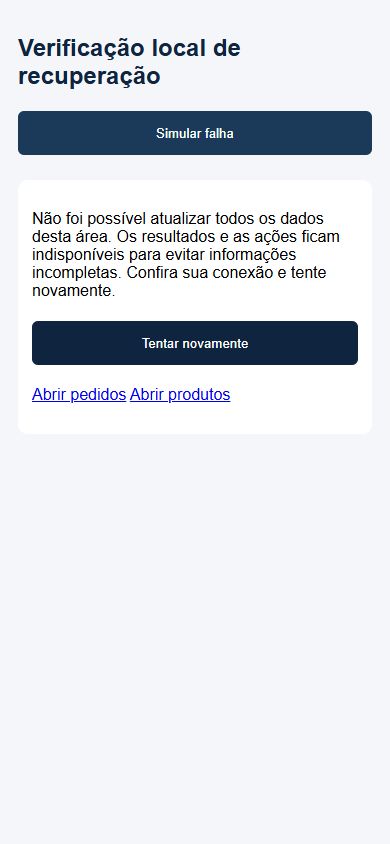 Verificação local de
recuperação
Simular falha
Não foi possível atualizar todos os dados
desta área. Os resultados e as ações ficam
indisponíveis para evitar informações
incompletas. Confira sua conexão e tente
novamente.
Tentar novamente
Abrir pedidos Abrir produtos